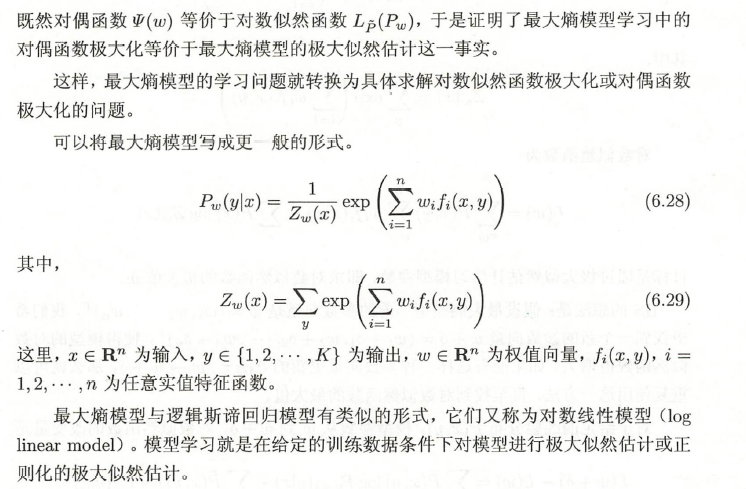 既然对偶函数 Ψ(w) 等价于对数似然函数 L_{P̃}(P_w)，于是证明了最大熵模型学习中的
对偶函数极大化等价于最大熵模型的极大似然估计这一事实。
这样，最大熵模型的学习问题就转换为具体求解对数似然函数极大化或对偶函数
极大化的问题。
可以将最大熵模型写成更一般的形式。
P_w(y|x) = \frac{1}{Z_w(x)} \exp\left(\sum_{i=1}^{n} w_i f_i(x,y)\right) (6.28)
其中，
Z_w(x) = \sum_{y} \exp\left(\sum_{i=1}^{n} w_i f_i(x,y)\right) (6.29)
这里，x ∈ R^n 为输入，y ∈ {1,2,⋯,K} 为输出，w ∈ R^n 为权值向量，f_i(x,y), i =
1,2,⋯,n 为任意实值特征函数。
最大熵模型与逻辑斯谛回归模型有类似的形式，它们又称为对数线性模型（log
linear model）。模型学习就是在给定的训练数据条件下对模型进行极大似然估计或正
则化的极大似然估计。